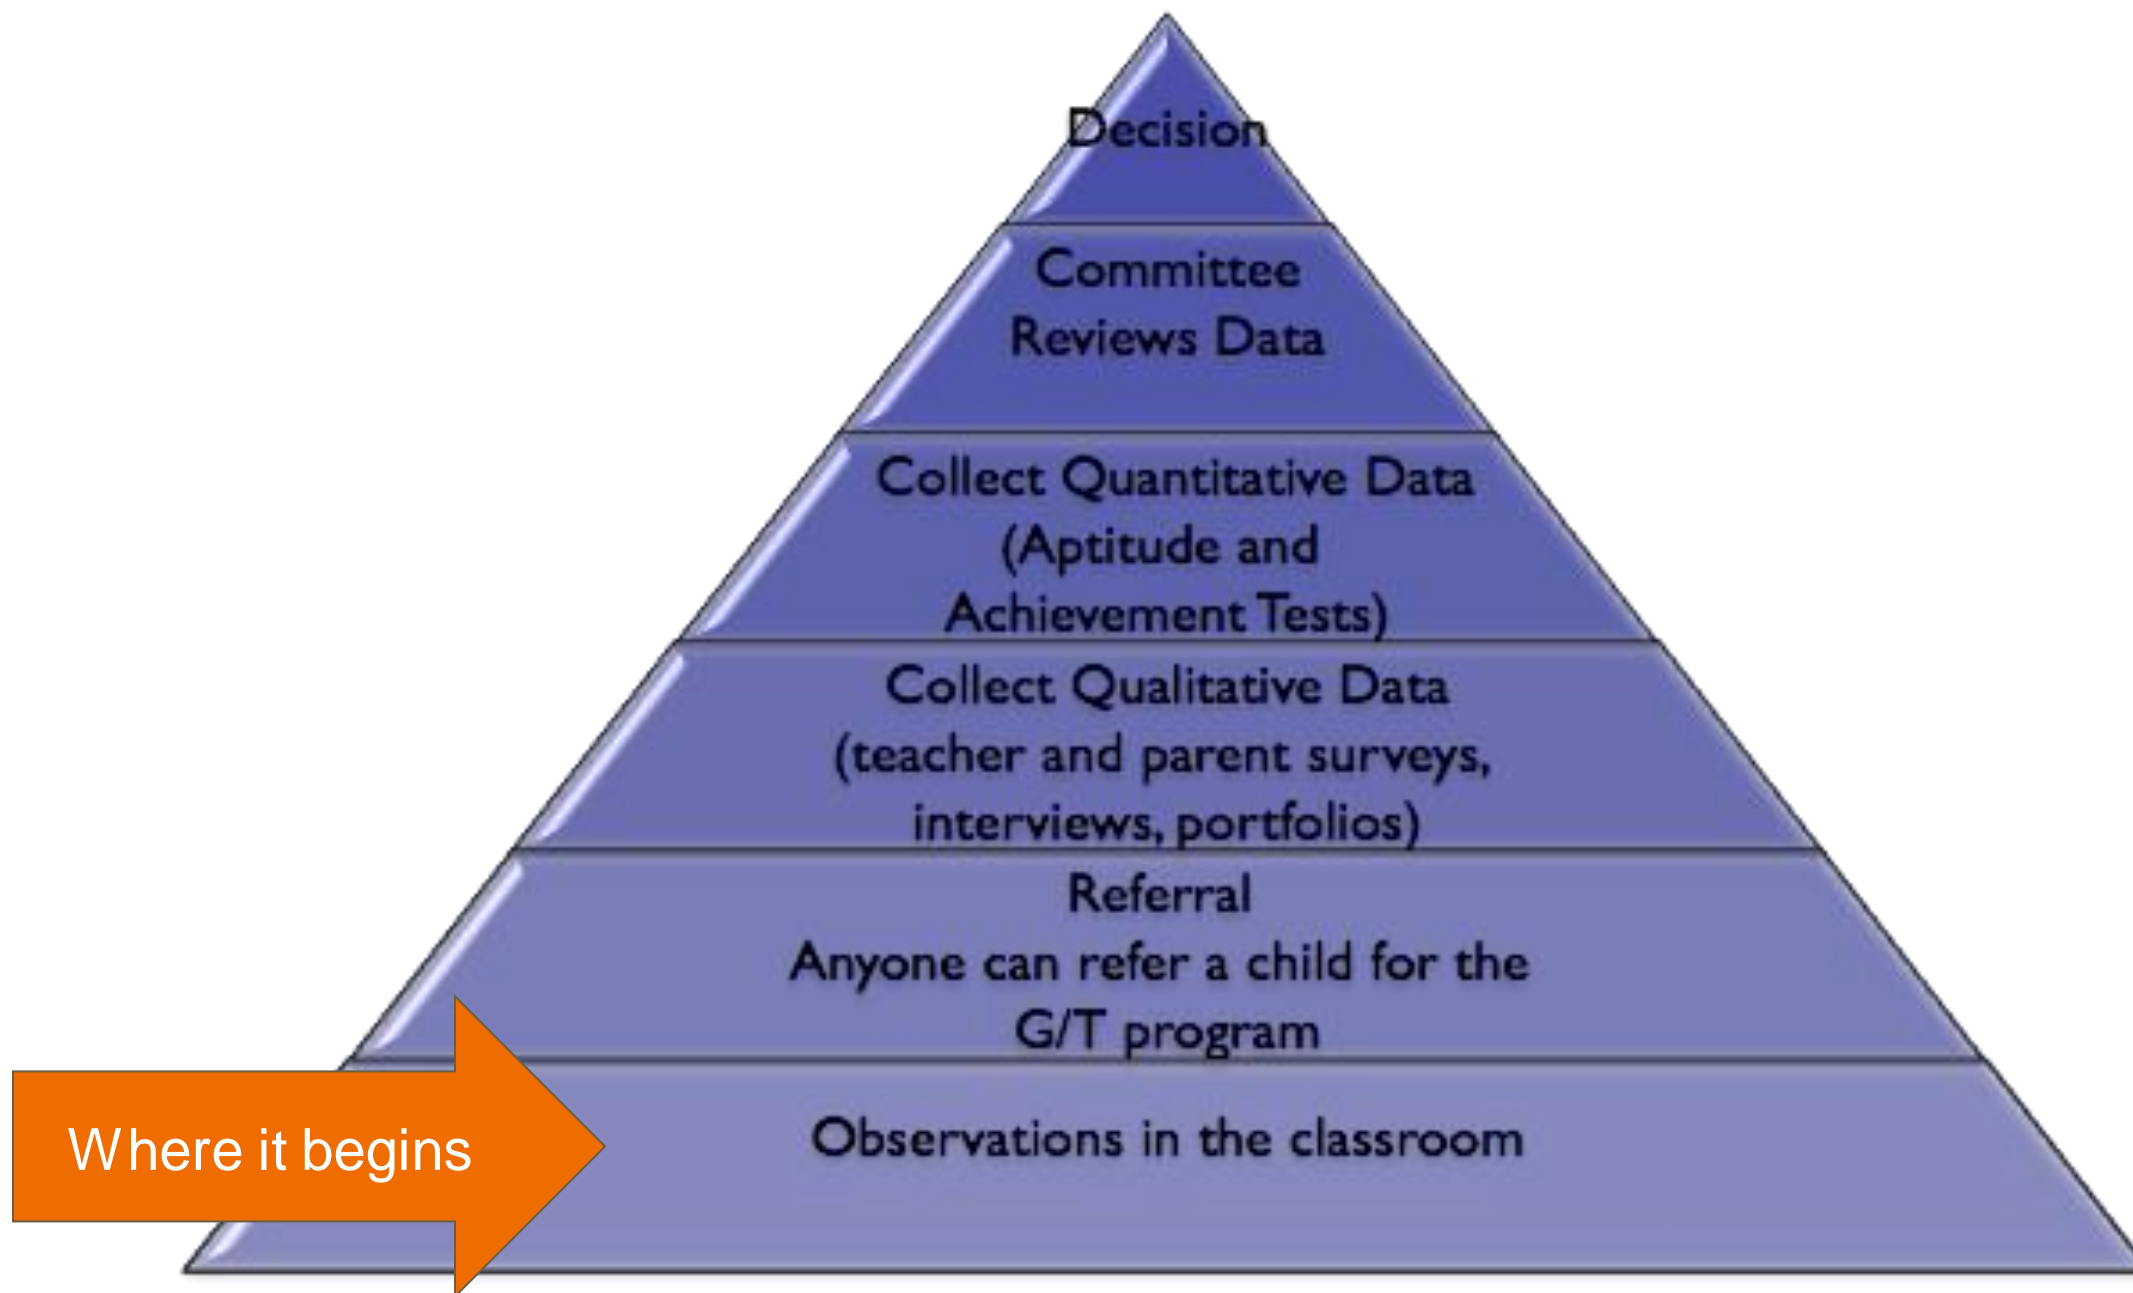 Decision
Committee
Reviews Data
Collect Quantitative Data
(Aptitude and
Achievement Tests)
Collect Qualitative Data
(teacher and parent surveys,
interviews, portfolios)
Referral
Anyone can refer a child for the
G/T program
Where it begins
Observations in the classroom